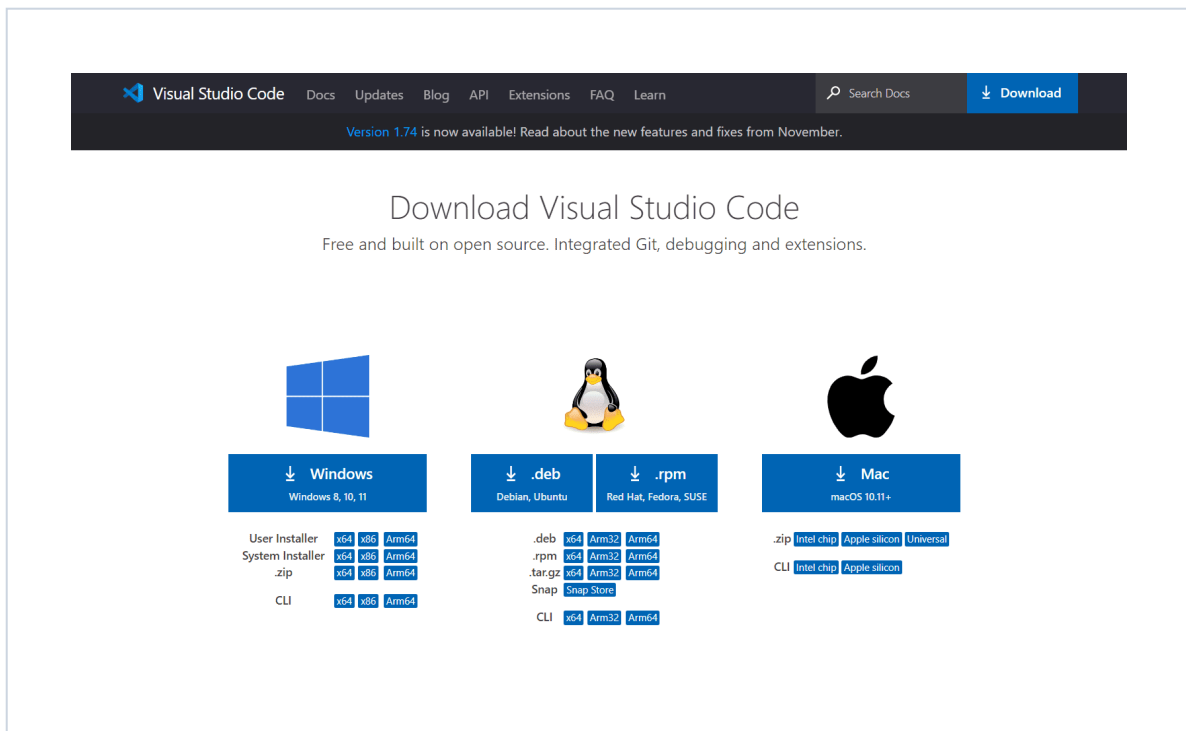 Visual Studio Code Docs Updates Blog API Extensions FAQ Learn Search Docs Download
Version 1.74 is now available! Read about the new features and fixes from November.
Download Visual Studio Code
Free and built on open source. Integrated Git, debugging and extensions.
Windows
Windows 8, 10, 11
User Installer x64 x86 Arm64
System Installer x64 x86 Arm64
.zip x64 x86 Arm64
CLI x64 x86 Arm64
.deb
Debian, Ubuntu
.rpm
Red Hat, Fedora, SUSE
.deb x64 Arm32 Arm64
.rpm x64 Arm32 Arm64
.tar.gz x64 Arm32 Arm64
Snap Snap Store
CLI x64 Arm32 Arm64
Mac
macOS 10.11+
.zip Intel chip Apple silicon Universal
CLI Intel chip Apple silicon